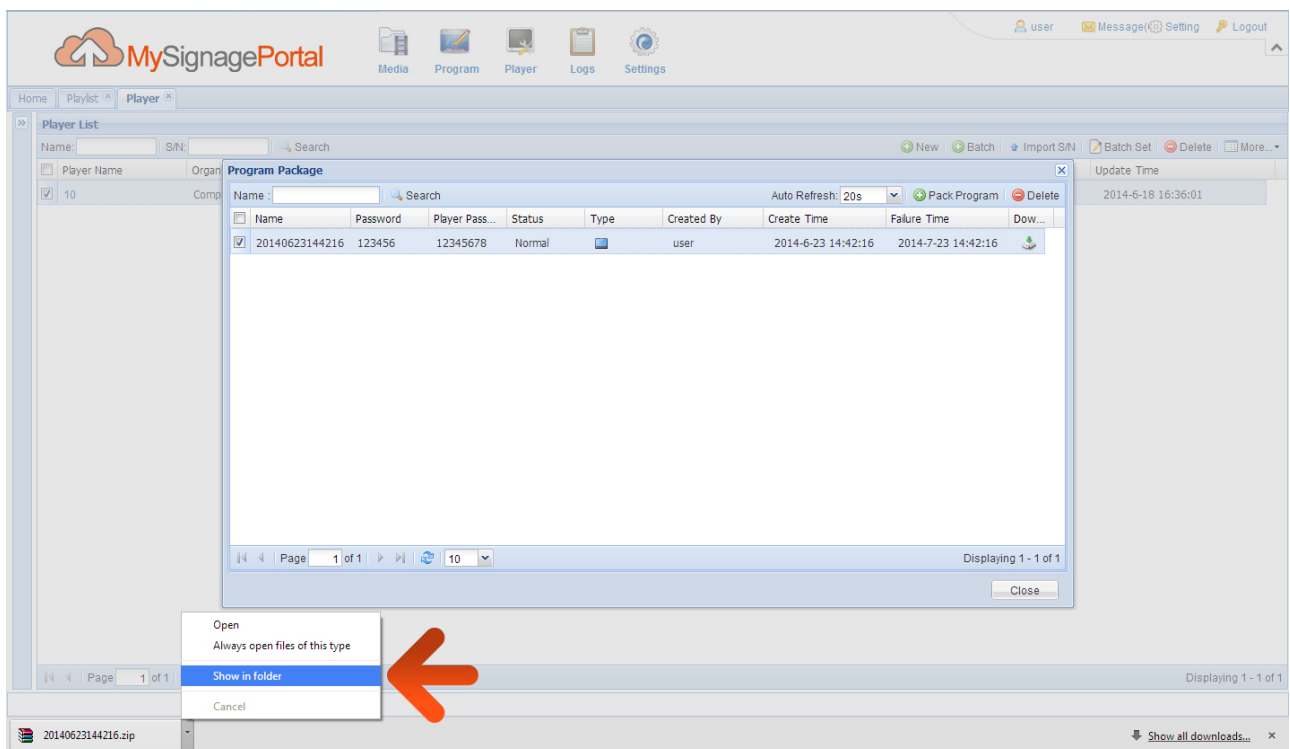 user Message( Setting Logout
MySignagePortal
Media Program Player Logs Settings
Home Playlist Player
Player List
Name: S/N: Search New Batch Import S/N Batch Set Delete More...
Player Name Organ Update Time
10 Comp 2014-6-18 16:36:01
Program Package
Name : Search Auto Refresh: 20s Pack Program Delete
Name Password Player Pass... Status Type Created By Create Time Failure Time Dow...
20140623144216 123456 12345678 Normal user 2014-6-23 14:42:16 2014-7-23 14:42:16
Page 1 of 1 10 Displaying 1 - 1 of 1
Close
Open
Always open files of this type
Show in folder
Cancel
Page 1 of 1 Displaying 1 - 1 of 1
20140623144216.zip Show all downloads...